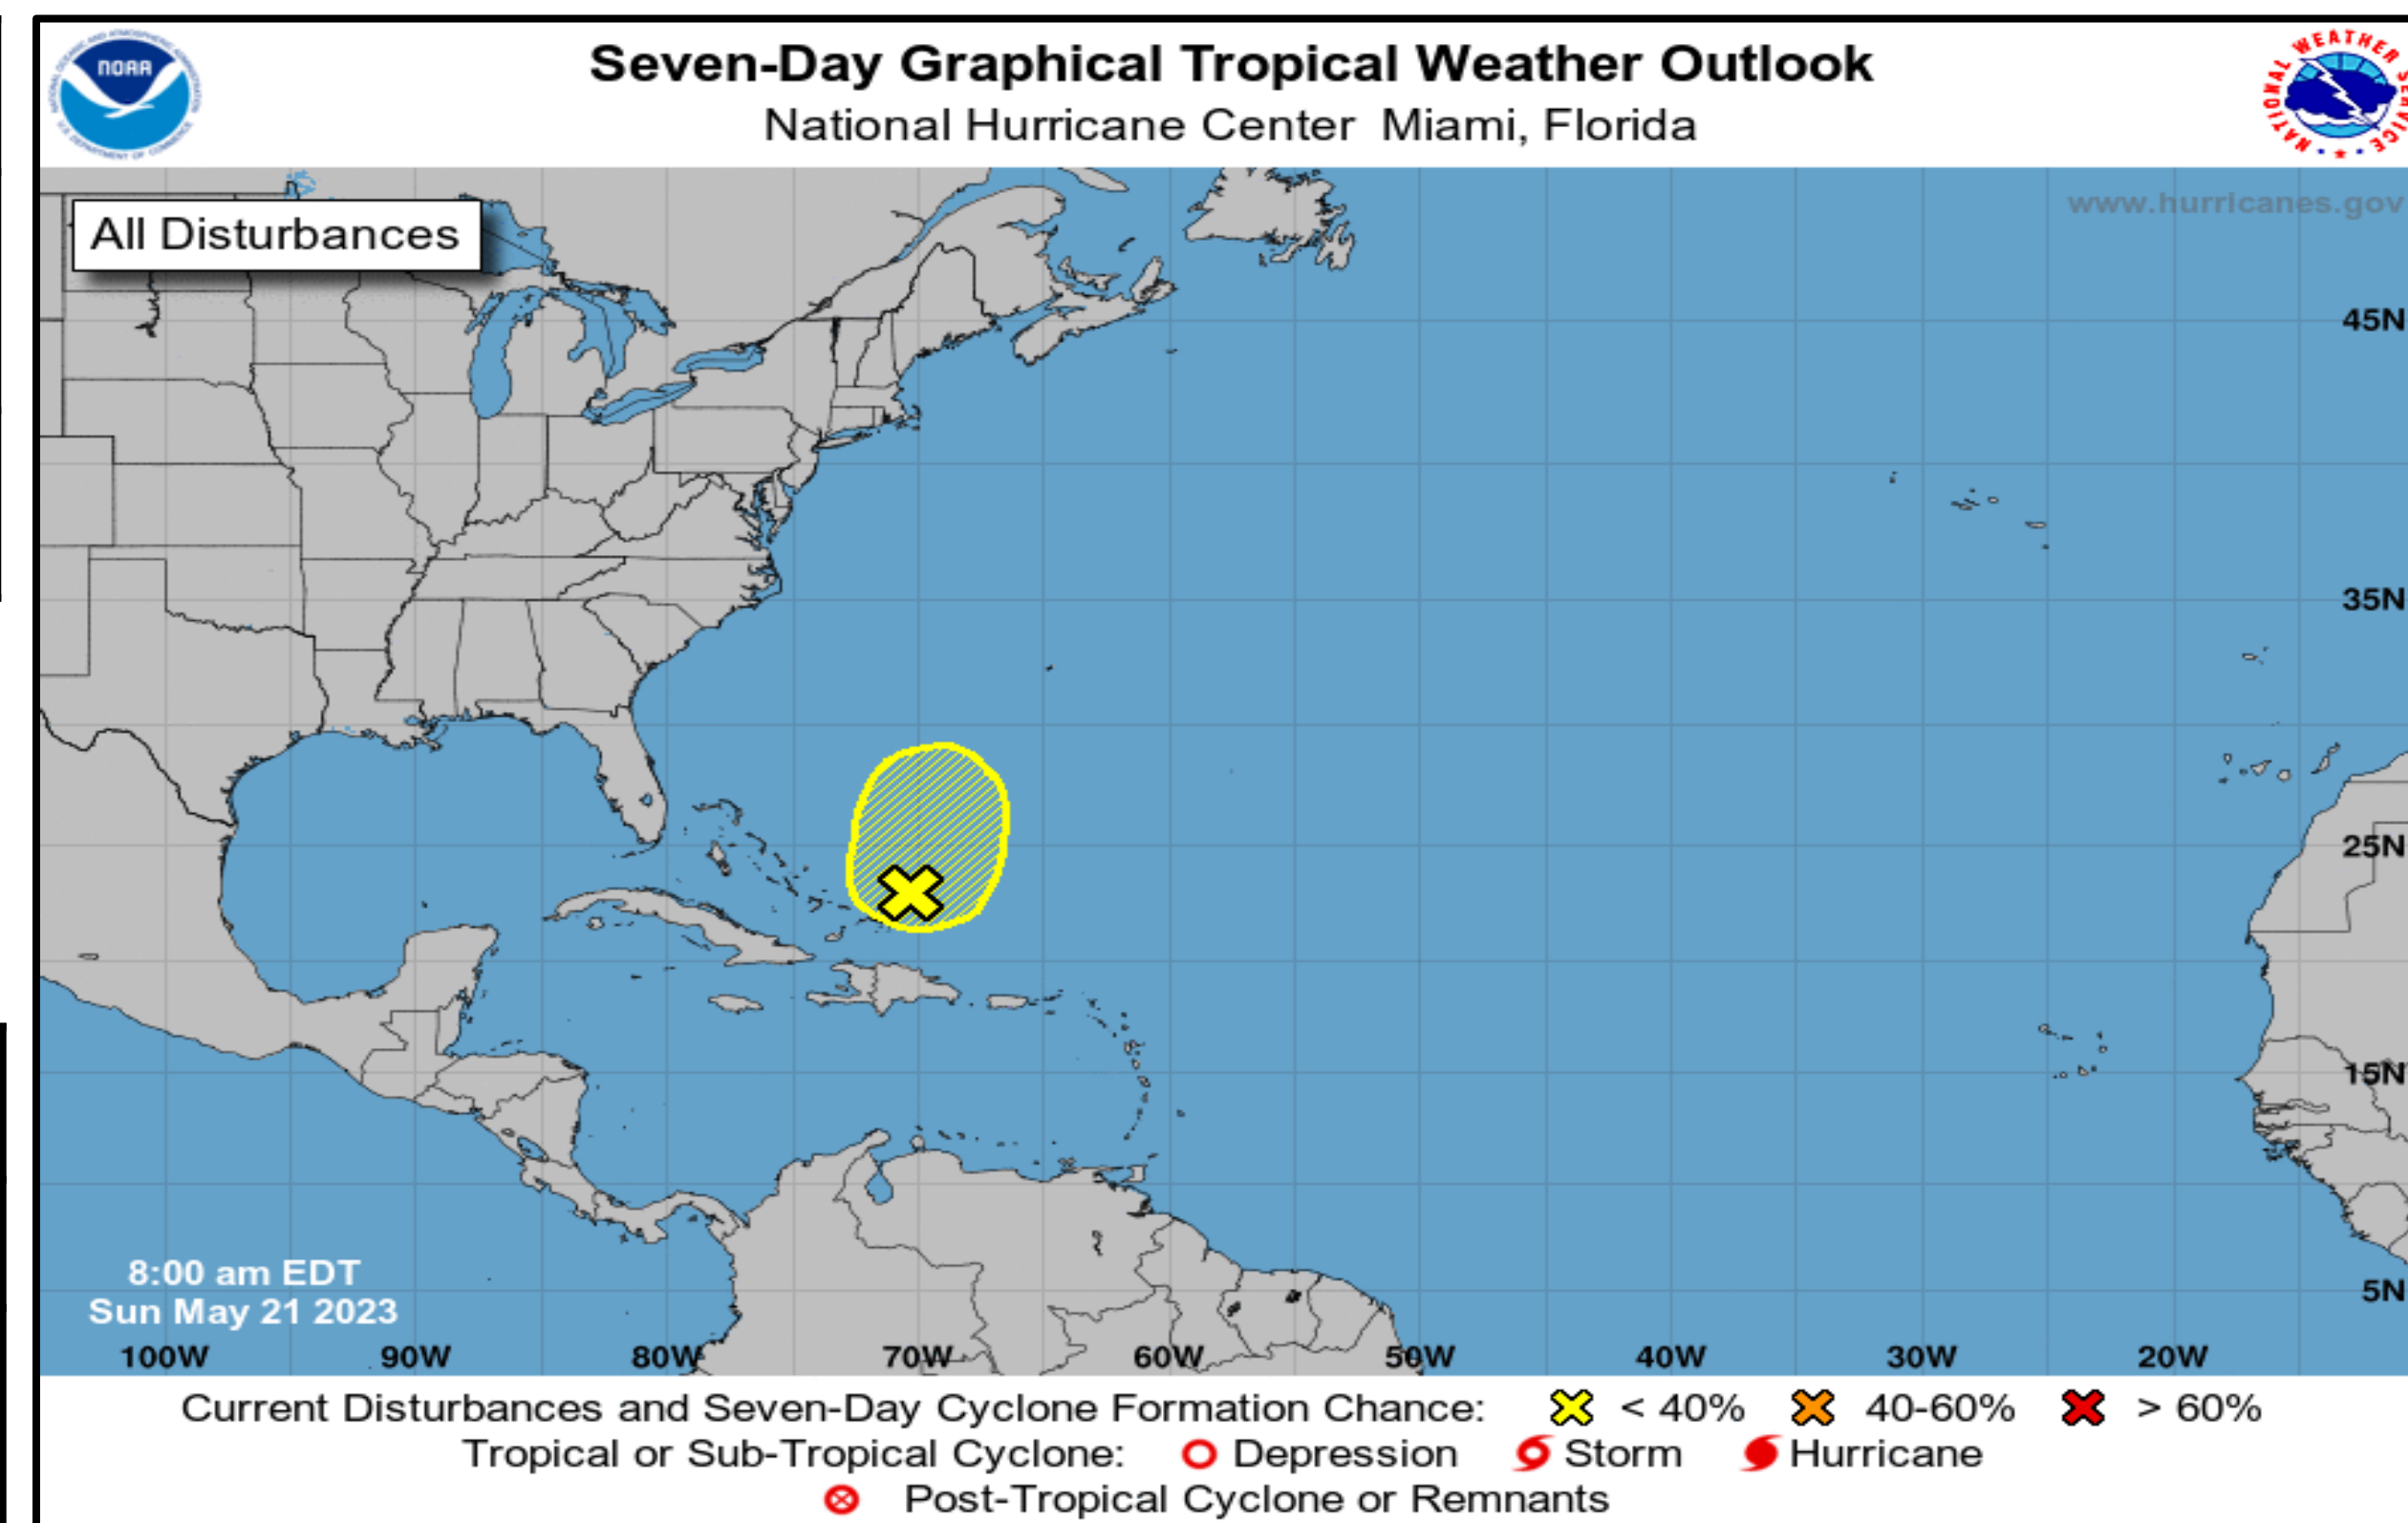 Seven-Day Graphical Tropical Weather Outlook
National Hurricane Center Miami, Florida
NOAA
NATIONAL WEATHER
www.hurricanes.gov
All Disturbances
45N
35N
25N
15N
5N
8:00 am EDT
Sun May 21 2023
100W 90W 80W 70W 60W 50W 40W 30W 20W
Current Disturbances and Seven-Day Cyclone Formation Chance: < 40% 40-60% > 60%
Tropical or Sub-Tropical Cyclone: Depression Storm Hurricane
Post-Tropical Cyclone or Remnants